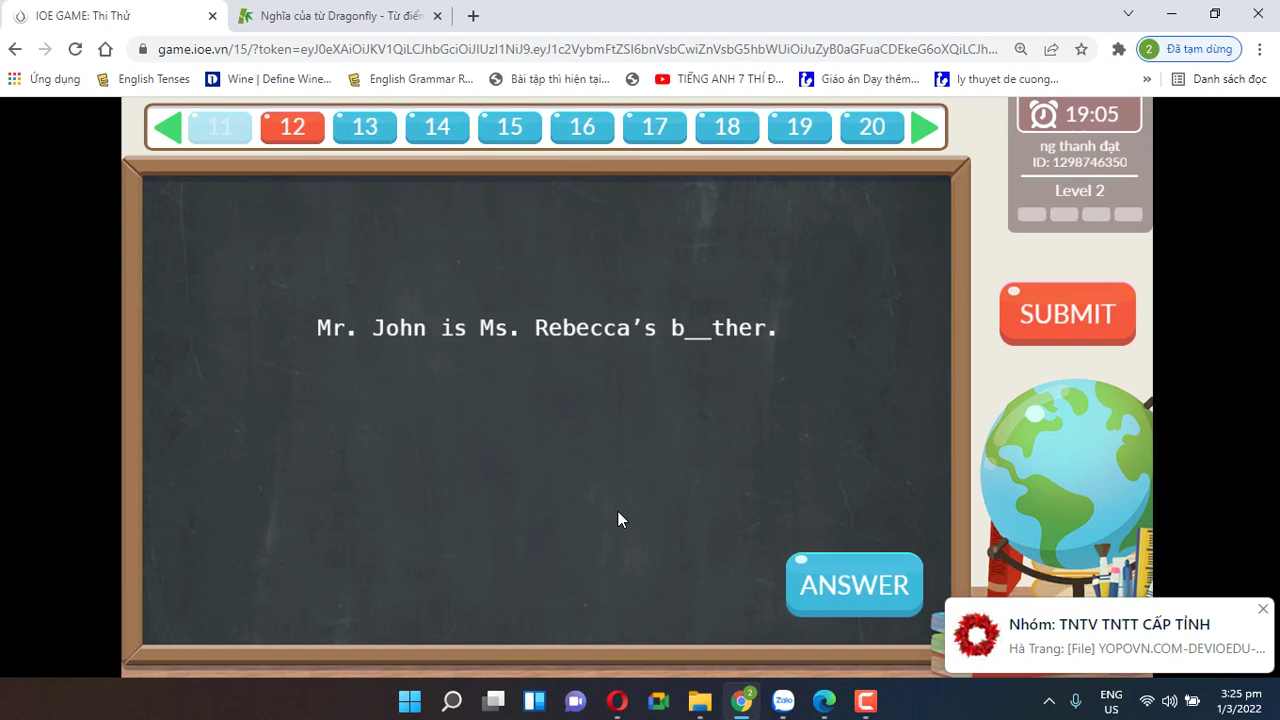 IOE GAME: Thi Thử
Nghĩa của từ Dragonfly - Từ điển
game.ioe.vn/15/?token=eyJ0eXAiOiJKV1QiLCJhbGciOiJIUzI1NiJ9.eyJ1c2VybmFtZSI6bnVsbCwiZnVsbG5hbWUiOiJuZyB0aGFuaCDEkeG6oXQiLCJh...
2 Đã tạm dừng
Ứng dụng
English Tenses
Wine | Define Wine...
English Grammar R...
Bài tập thì hiện tại...
TIẾNG ANH 7 THÍ Đ...
Giáo án Dạy thêm...
ly thuyet de cuong...
»
Danh sách đọc
11 12 13 14 15 16 17 18 19 20
19:05
ng thanh đạt
ID: 1298746350
Level 2
SUBMIT
Mr. John is Ms. Rebecca’s b__ther.
ANSWER
Nhóm: TNTV TNTT CẤP TỈNH
Hà Trang: [File] YOPOVN.COM-DEVIOEDU-...
2
Zalo
ENG
US
3:25 pm
1/3/2022